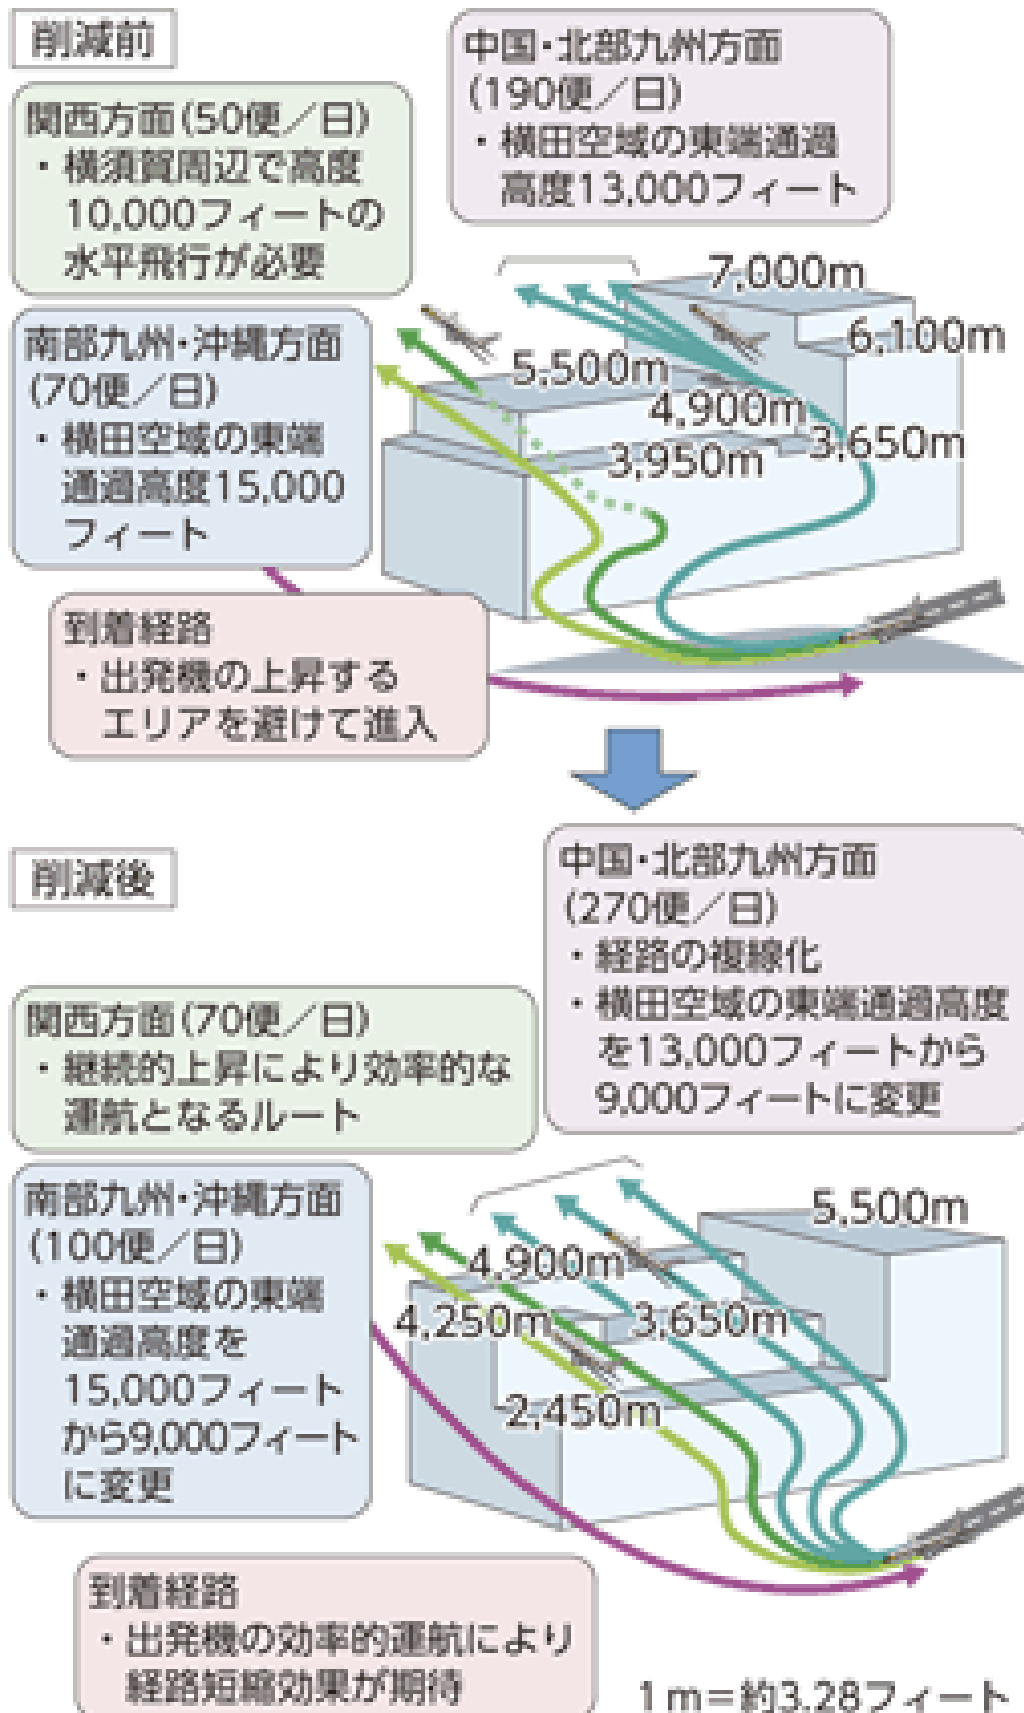 削減前
中国・北部九州方面
(190便／日)
・横田空域の東端通過
高度13,000フィート
関西方面(50便／日)
・横須賀周辺で高度
10,000フィートの
水平飛行が必要
7,000m
6,100m
南部九州・沖縄方面
(70便／日)
・横田空域の東端
通過高度15,000
フィート
5,500m
4,900m
3,950m
3,650m
到着経路
・出発機の上昇する
エリアを避けて進入
削減後
中国・北部九州方面
(270便／日)
・経路の複線化
・横田空域の東端通過高度
を13,000フィートから
9,000フィートに変更
関西方面(70便／日)
・継続的上昇により効率的な
運航となるルート
南部九州・沖縄方面
(100便／日)
・横田空域の東端
通過高度を
15,000フィート
から9,000フィート
に変更
5,500m
4,900m
4,250m
3,650m
2,450m
到着経路
・出発機の効率的運航により
経路短縮効果が期待
1m＝約3.28フィート